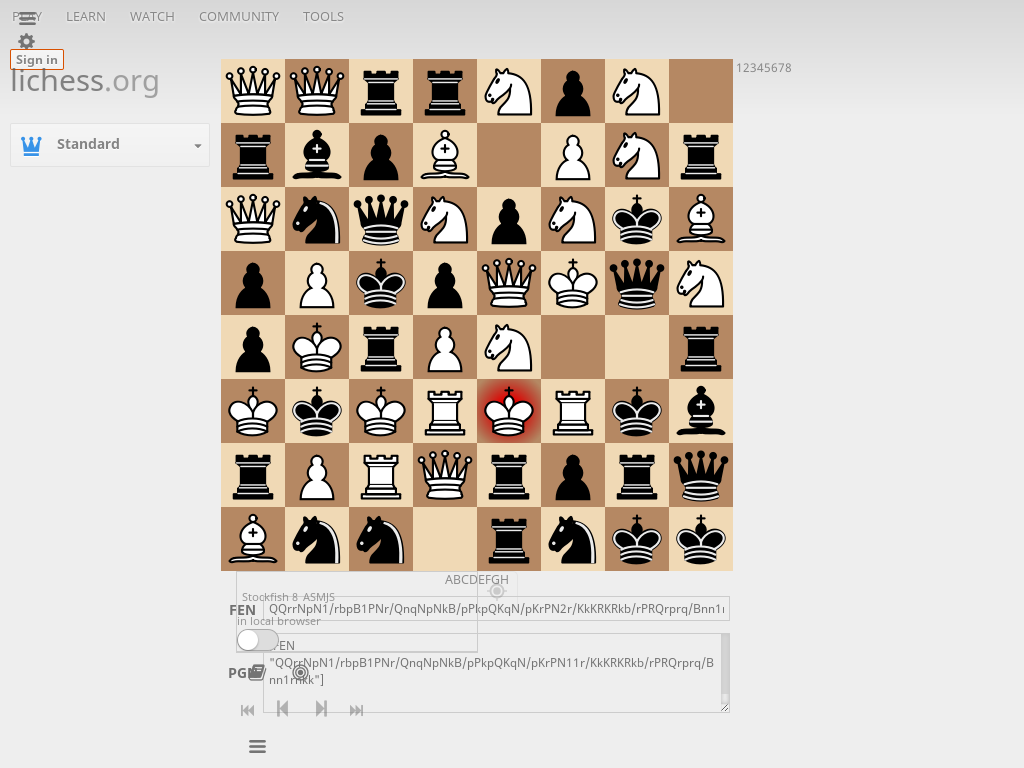 PLAY LEARN WATCH COMMUNITY TOOLS
Sign in
lichess.org
Standard
12345678
ABCDEFGH
Stockfish 8 ASMJS
in local browser
FEN QQrrNpN1/rbpB1PNr/QnqNpNkB/pPkpQKqN/pKrPN2r/KkKRKRkb/rPRQrprq/Bnn1r
FEN
"QQrrNpN1/rbpB1PNr/QnqNpNkB/pPkpQKqN/pKrPN11r/KkKRKRkb/rPRQrprq/B
nn1rnkk"]
PGN